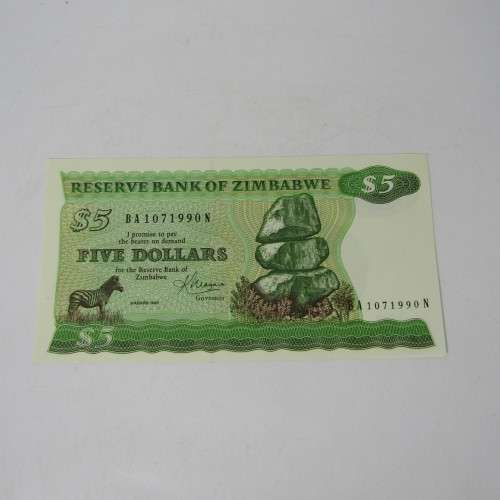 RESERVE BANK OF ZIMBABWE
$5
$5
BA1071990N
I promise to pay
the bearer on demand
FIVE DOLLARS
for the Reserve Bank of
Zimbabwe
GOVERNOR
BA1071990N
$5